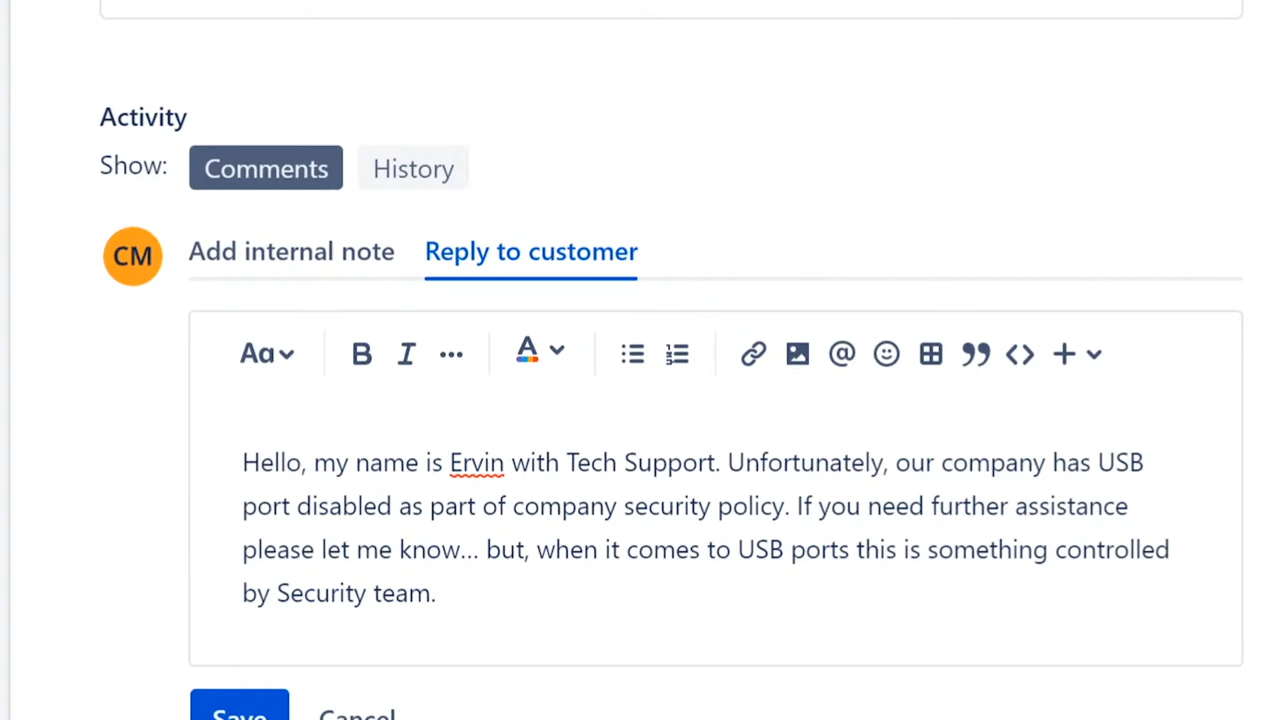 Activity
Show: Comments History
CM Add internal note Reply to customer
Aa B I ... A @
Hello, my name is Ervin with Tech Support. Unfortunately, our company has USB
port disabled as part of company security policy. If you need further assistance
please let me know... but, when it comes to USB ports this is something controlled
by Security team.
Save Cancel